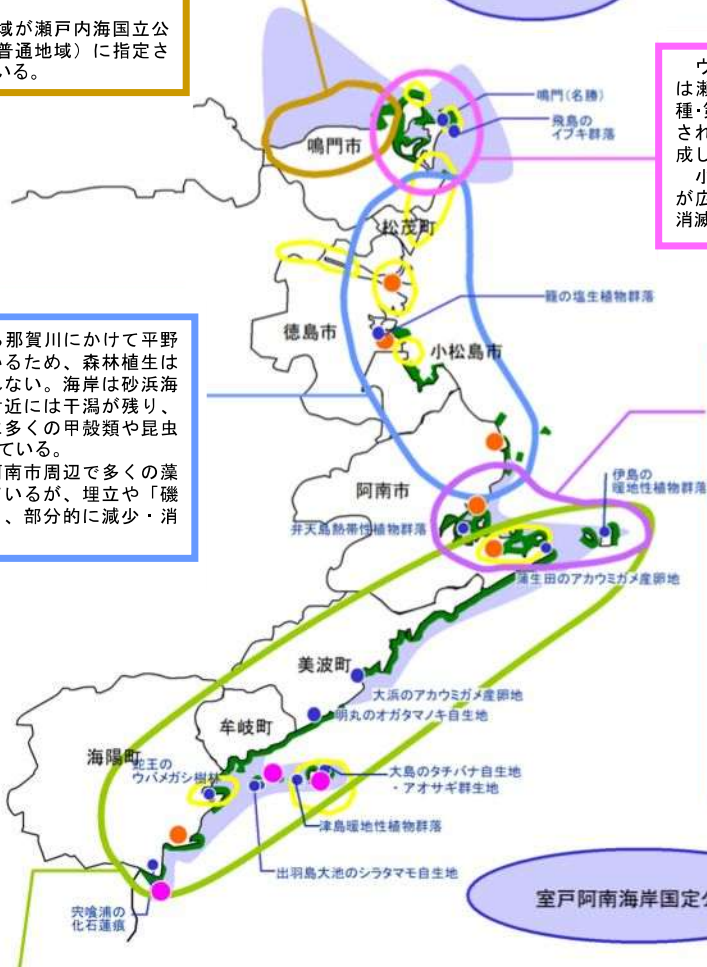 域が瀬戸内海国立公
普通地域）に指定さ
いる。
は瀬
種・第
され
成し
小
が広
消滅
鳴門（名勝）
飛島の
イブキ群落
鳴門市
松茂町
籠の塩生植物群落
徳島市
小松島市
ら那賀川にかけて平野
いるため、森林植生は
れない。海岸は砂浜海
付近には干潟が残り、
に多くの甲殻類や昆虫
ている。
阿南市周辺で多くの藻
ているが、埋立や「磯
、部分的に減少・消
阿南市
伊島の
暖地性植物群落
弁天島熱帯性植物群落
蒲生田のアカウミガメ産卵地
美波町
大浜のアカウミガメ産卵地
明丸のオガタマノキ自生地
牟岐町
海陽町
蛇王の
ウバメガシ樹林
大島のタチバナ自生地
・アオサギ群生地
津島暖地性植物群落
出羽島大池のシラタマモ自生地
宍喰浦の
化石漣痕
室戸阿南海岸国定公